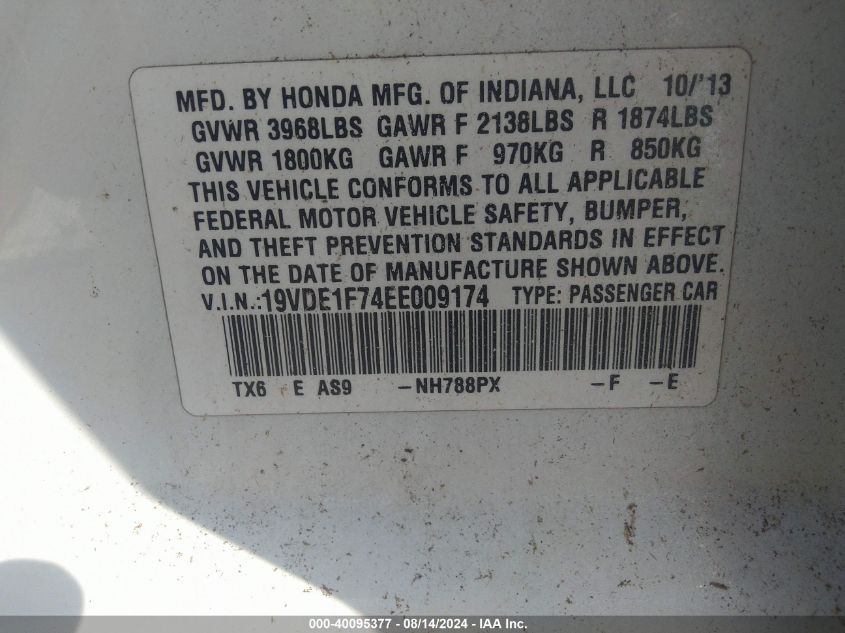 MFD. BY HONDA MFG. OF INDIANA, LLC 10/'13
GVWR 3968LBS GAWR F 2138LBS R 1874LBS
GVWR 1800KG GAWR F 970KG R 850KG
THIS VEHICLE CONFORMS TO ALL APPLICABLE
FEDERAL MOTOR VEHICLE SAFETY, BUMPER,
AND THEFT PREVENTION STANDARDS IN EFFECT
ON THE DATE OF MANUFACTURE SHOWN ABOVE.
V.I.N.:19VDE1F74EE009174 TYPE: PASSENGER CAR
TX6 E AS9 -NH788PX -F -E
000-40095377 - 08/14/2024 - IAA Inc.